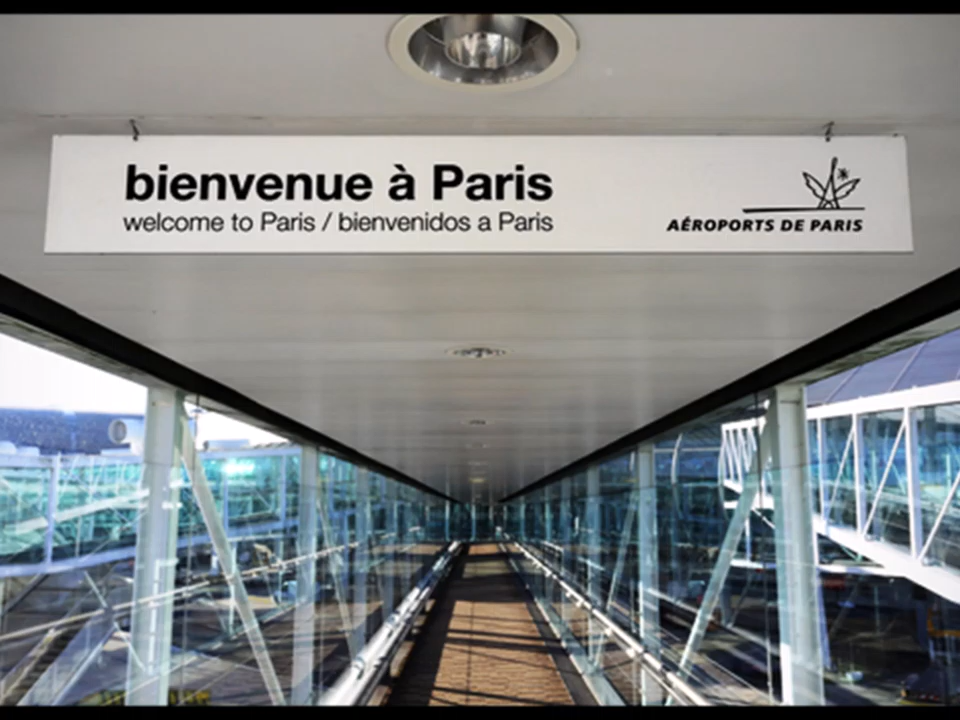 bienvenue à Paris
welcome to Paris / bienvenidos a Paris
AÉROPORTS DE PARIS